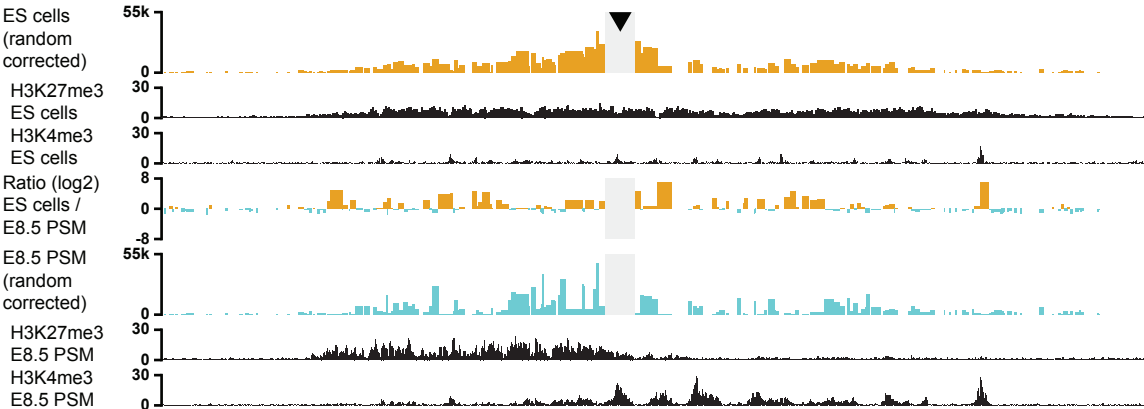 ES cells
(random
corrected)
55k
0
H3K27me3
ES cells
30
0
H3K4me3
ES cells
30
0
Ratio (log2)
ES cells /
E8.5 PSM
8
0
-8
E8.5 PSM
(random
corrected)
55k
0
H3K27me3
E8.5 PSM
30
0
H3K4me3
E8.5 PSM
30
0